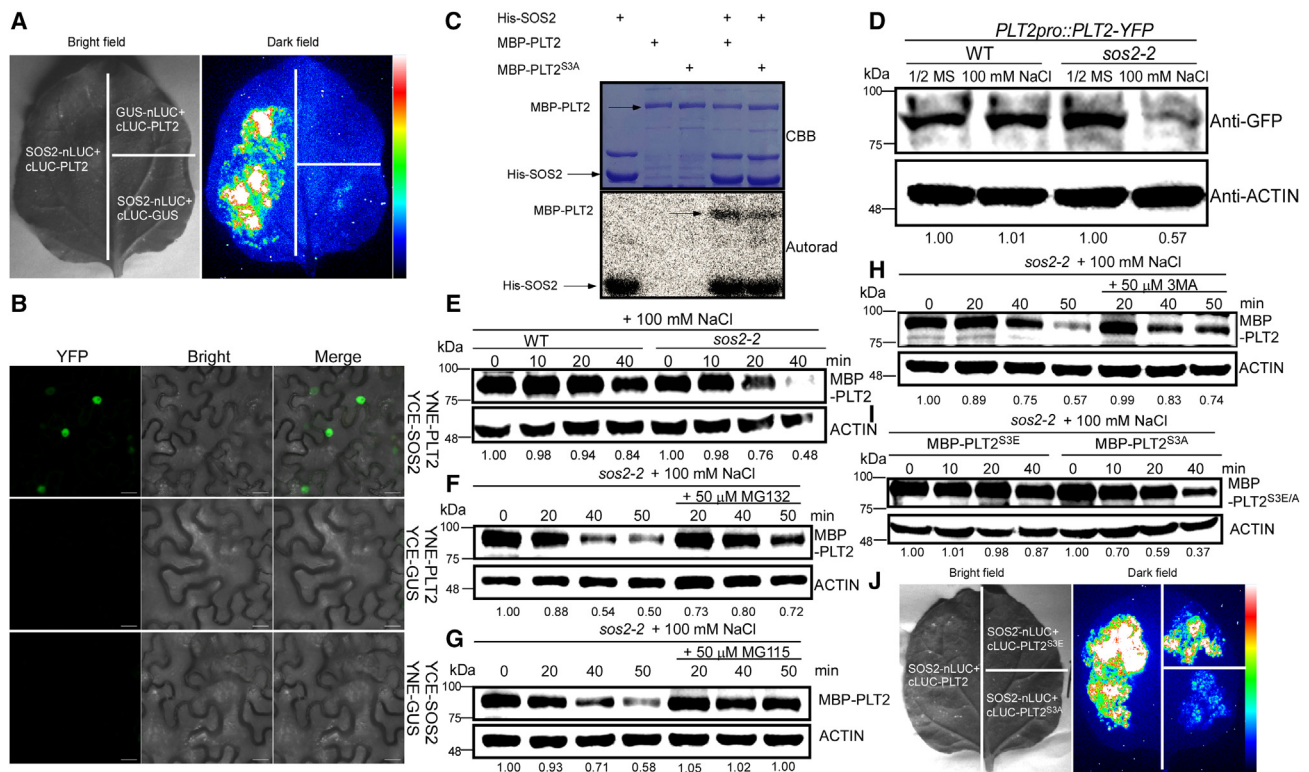 A
Bright field
Dark field
SOS2-nLUC+
cLUC-PLT2
GUS-nLUC+
cLUC-PLT2
SOS2-nLUC+
cLUC-GUS
B
YFP
Bright
Merge
YNE-PLT2
YCE-SOS2
YNE-PLT2
YCE-GUS
YCE-SOS2
YNE-GUS
C
His-SOS2 + + +
MBP-PLT2 + +
MBP-PLT2S3A + +
MBP-PLT2
His-SOS2
CBB
MBP-PLT2
His-SOS2
Autorad
D
PLT2pro::PLT2-YFP
WT sos2-2
kDa 1/2 MS 100 mM NaCl 1/2 MS 100 mM NaCl
100
75
Anti-GFP
48
Anti-ACTIN
1.00 1.01 1.00 0.57
E
+ 100 mM NaCl
WT sos2-2
kDa 0 10 20 40 0 10 20 40 min
100
75
MBP
-PLT2
48
ACTIN
1.00 0.98 0.94 0.84 1.00 0.98 0.76 0.48
F
sos2-2 + 100 mM NaCl
+ 50 µM MG132
kDa 0 20 40 50 20 40 50 min
100
75
MBP
-PLT2
48
ACTIN
1.00 0.88 0.54 0.50 0.73 0.80 0.72
G
sos2-2 + 100 mM NaCl
+ 50 µM MG115
kDa 0 20 40 50 20 40 50 min
100
75
MBP-PLT2
48
ACTIN
1.00 0.93 0.71 0.58 1.05 1.02 1.00
H
sos2-2 + 100 mM NaCl
+ 50 µM 3MA
kDa 0 20 40 50 20 40 50 min
100
75
MBP
-PLT2
48
ACTIN
1.00 0.89 0.75 0.57 0.99 0.83 0.74
I
sos2-2 + 100 mM NaCl
MBP-PLT2S3E MBP-PLT2S3A
kDa 0 10 20 40 0 10 20 40 min
100
75
MBP
-PLT2S3E/A
48
ACTIN
1.00 1.01 0.98 0.87 1.00 0.70 0.59 0.37
J
Bright field
Dark field
SOS2-nLUC+
cLUC-PLT2
SOS2-nLUC+
cLUC-PLT2S3E
SOS2-nLUC+
cLUC-PLT2S3A